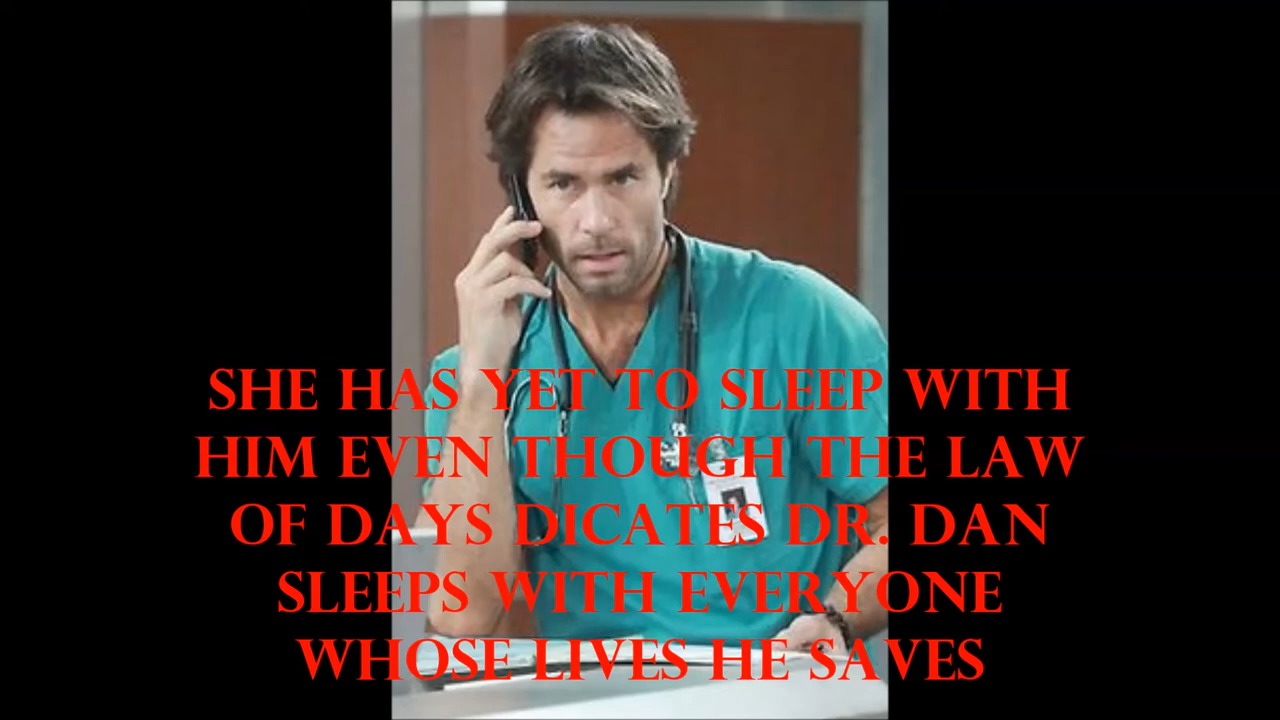 SHE HAS YET TO SLEEP WITH
HIM EVEN THOUGH THE LAW
OF DAYS DICATES DR. DAN
SLEEPS WITH EVERYONE
WHOSE LIVES HE SAVES